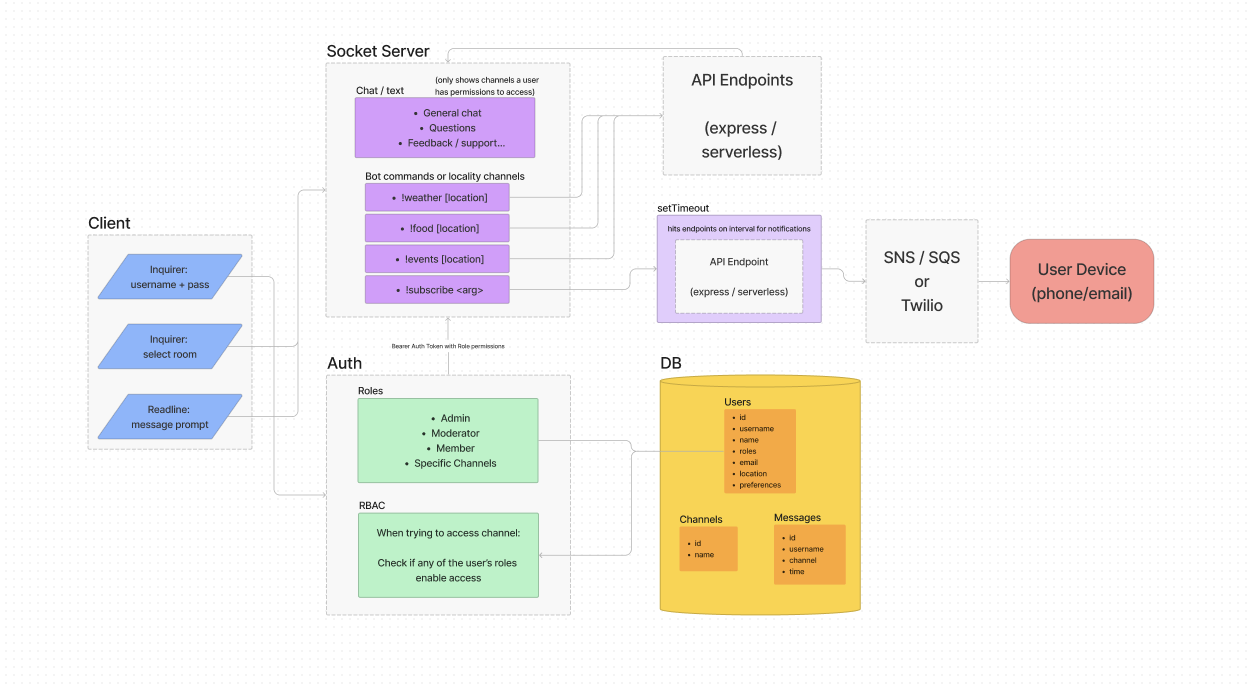 Client
Inquirer:
username + pass
Inquirer:
select room
Readline:
message prompt
Socket Server
(only shows channels a user
has permissions to access)
Chat / text
• General chat
• Questions
• Feedback / support...
Bot commands or locality channels
• !weather [location]
• !food [location]
• !events [location]
• !subscribe <arg>
Bearer Auth Token with Role permissions
Auth
Roles
• Admin
• Moderator
• Member
• Specific Channels
RBAC
When trying to access channel:
Check if any of the user's roles
enable access
API Endpoints
(express /
serverless)
setTimeout
hits endpoints on interval for notifications
API Endpoint
(express / serverless)
SNS / SQS
or
Twilio
User Device
(phone/email)
DB
Users
• id
• username
• name
• roles
• email
• location
• preferences
Channels
• id
• name
Messages
• id
• username
• channel
• time